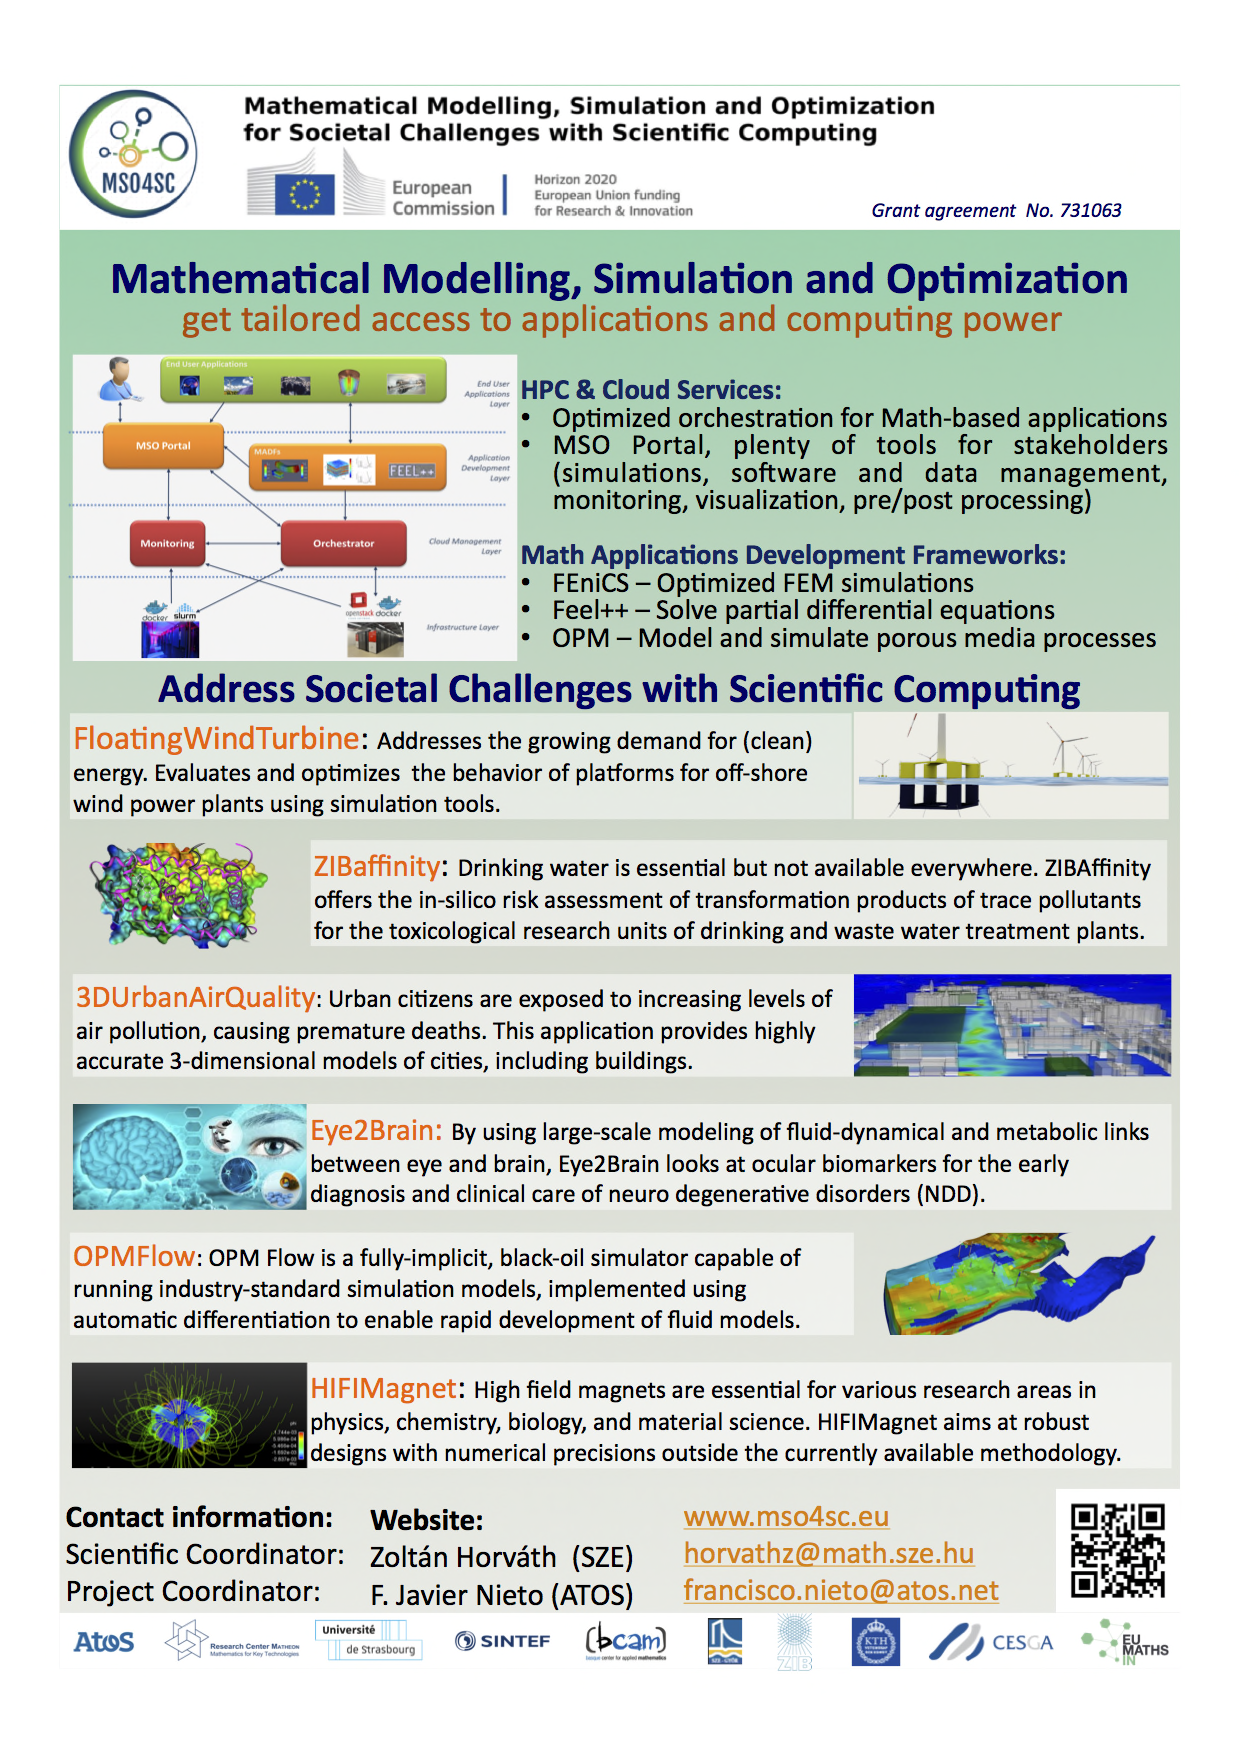 MSO4SC
Mathematical Modelling, Simulation and Optimization
for Societal Challenges with Scientific Computing
European
Commission
Horizon 2020
European Union funding
for Research & Innovation
Grant agreement No. 731063
Mathematical Modelling, Simulation and Optimization
get tailored access to applications and computing power
End User Applications
End User
Applications
Layer
MSO Portal
MADFs
FEEL++
Application
Development
Layer
Monitoring
Orchestrator
Cloud Management
Layer
docker
slurm
openstack
docker
Infrastructure Layer
HPC & Cloud Services:
• Optimized orchestration for Math-based applications
• MSO Portal, plenty of tools for stakeholders
(simulations, software and data management,
monitoring, visualization, pre/post processing)
Math Applications Development Frameworks:
• FEniCS – Optimized FEM simulations
• Feel++ – Solve partial differential equations
• OPM – Model and simulate porous media processes
Address Societal Challenges with Scientific Computing
FloatingWindTurbine: Addresses the growing demand for (clean)
energy. Evaluates and optimizes the behavior of platforms for off-shore
wind power plants using simulation tools.
ZIBaffinity: Drinking water is essential but not available everywhere. ZIBAffinity
offers the in-silico risk assessment of transformation products of trace pollutants
for the toxicological research units of drinking and waste water treatment plants.
3DUrbanAirQuality: Urban citizens are exposed to increasing levels of
air pollution, causing premature deaths. This application provides highly
accurate 3-dimensional models of cities, including buildings.
Eye2Brain: By using large-scale modeling of fluid-dynamical and metabolic links
between eye and brain, Eye2Brain looks at ocular biomarkers for the early
diagnosis and clinical care of neuro degenerative disorders (NDD).
OPMFlow: OPM Flow is a fully-implicit, black-oil simulator capable of
running industry-standard simulation models, implemented using
automatic differentiation to enable rapid development of fluid models.
HIFIMagnet: High field magnets are essential for various research areas in
physics, chemistry, biology, and material science. HIFIMagnet aims at robust
designs with numerical precisions outside the currently available methodology.
Contact information:
Website:
www.mso4sc.eu
Scientific Coordinator:
Zoltán Horváth (SZE)
horvathz@math.sze.hu
Project Coordinator:
F. Javier Nieto (ATOS)
francisco.nieto@atos.net
Atos
Research Center MATHEON
Mathematics for Key Technologies
Université
de Strasbourg
SINTEF
(bcam)
basque center for applied mathematics
SZE - GYŐR
ZIB
KTH
CESGA
EU
MATHS
IN